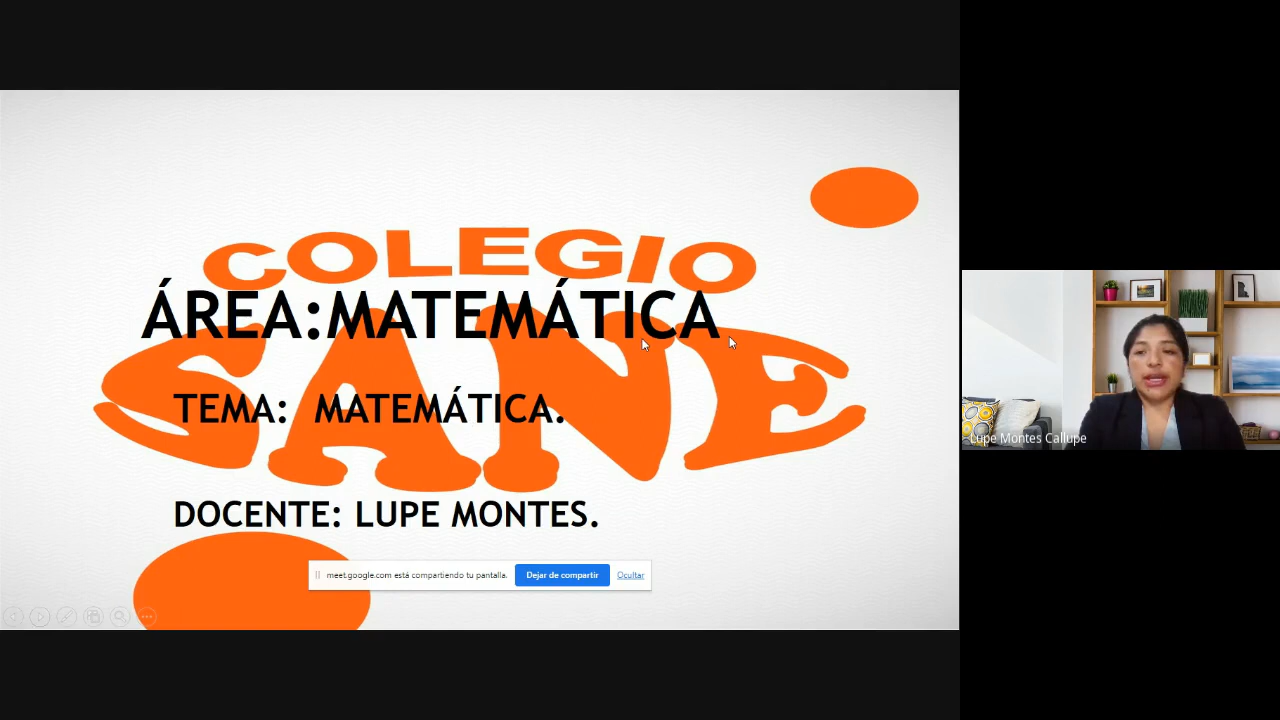 COLEGIO
SANE
ÁREA:MATEMÁTICA
TEMA: MATEMÁTICA.
DOCENTE: LUPE MONTES.
meet.google.com está compartiendo tu pantalla.
Dejar de compartir
Ocultar
Lupe Montes Callupe